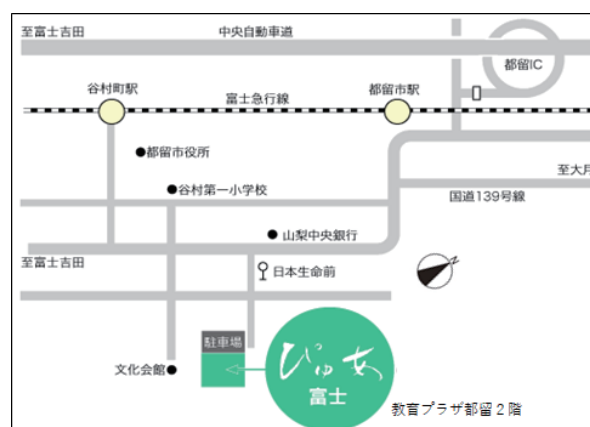 至富士吉田
中央自動車道
都留IC
谷村町駅
富士急行線
都留市駅
都留市役所
至大月
谷村第一小学校
国道139号線
山梨中央銀行
至富士吉田
日本生命前
N
駐車場
ぴゅあ
富士
文化会館
教育プラザ都留２階